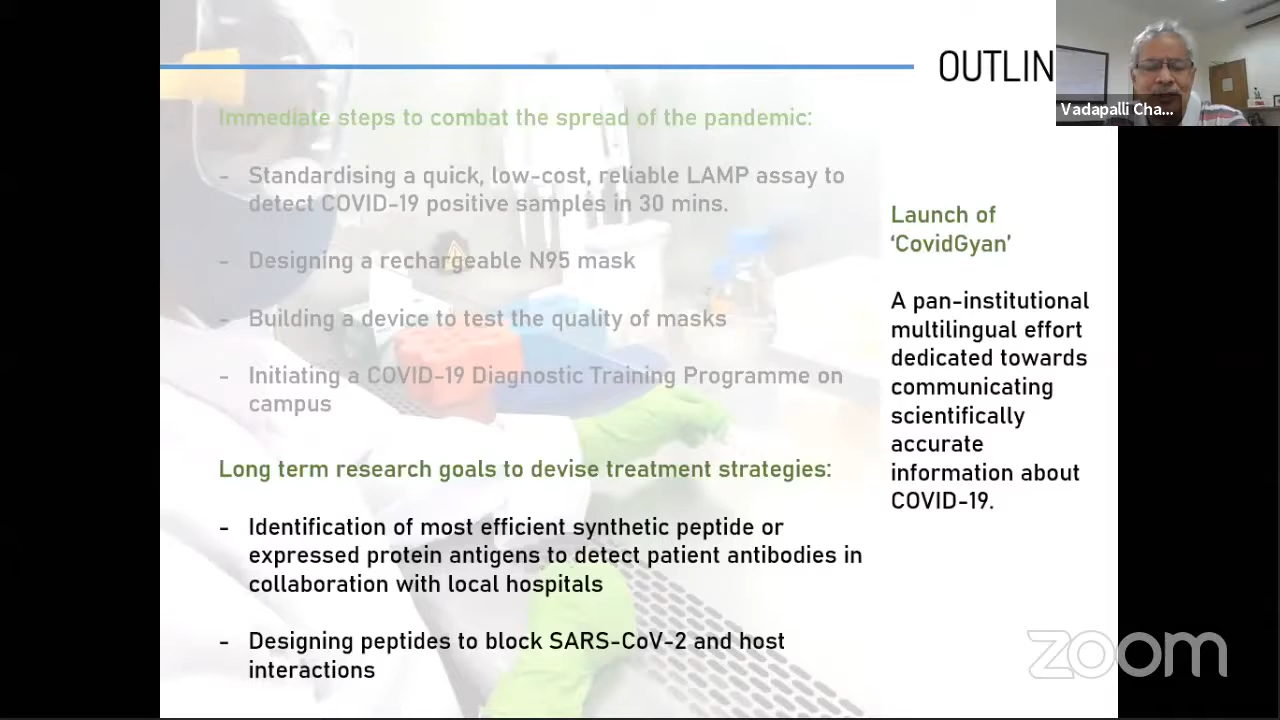 OUTLIN
Vadapalli Cha...
Immediate steps to combat the spread of the pandemic:
- Standardising a quick, low-cost, reliable LAMP assay to
detect COVID-19 positive samples in 30 mins.
- Designing a rechargeable N95 mask
- Building a device to test the quality of masks
- Initiating a COVID-19 Diagnostic Training Programme on
campus
Long term research goals to devise treatment strategies:
- Identification of most efficient synthetic peptide or
expressed protein antigens to detect patient antibodies in
collaboration with local hospitals
- Designing peptides to block SARS-CoV-2 and host
interactions
Launch of
‘CovidGyan’
A pan-institutional
multilingual effort
dedicated towards
communicating
scientifically
accurate
information about
COVID-19.
zoom